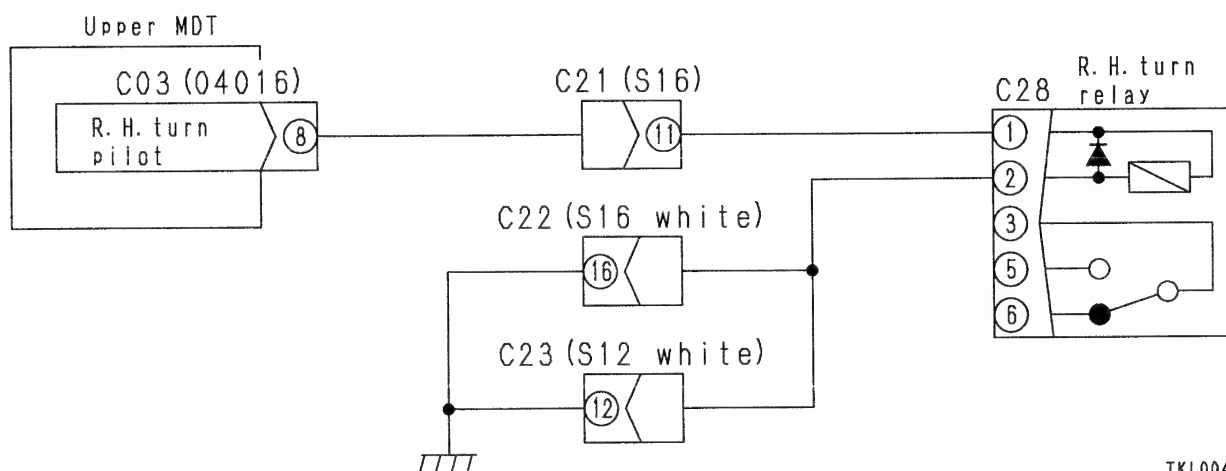 Upper MDT
C03 (04016)
R. H. turn
pilot
8
C21 (S16)
11
R. H. turn
relay
C28
1
2
3
5
6
C22 (S16 white)
16
C23 (S12 white)
12